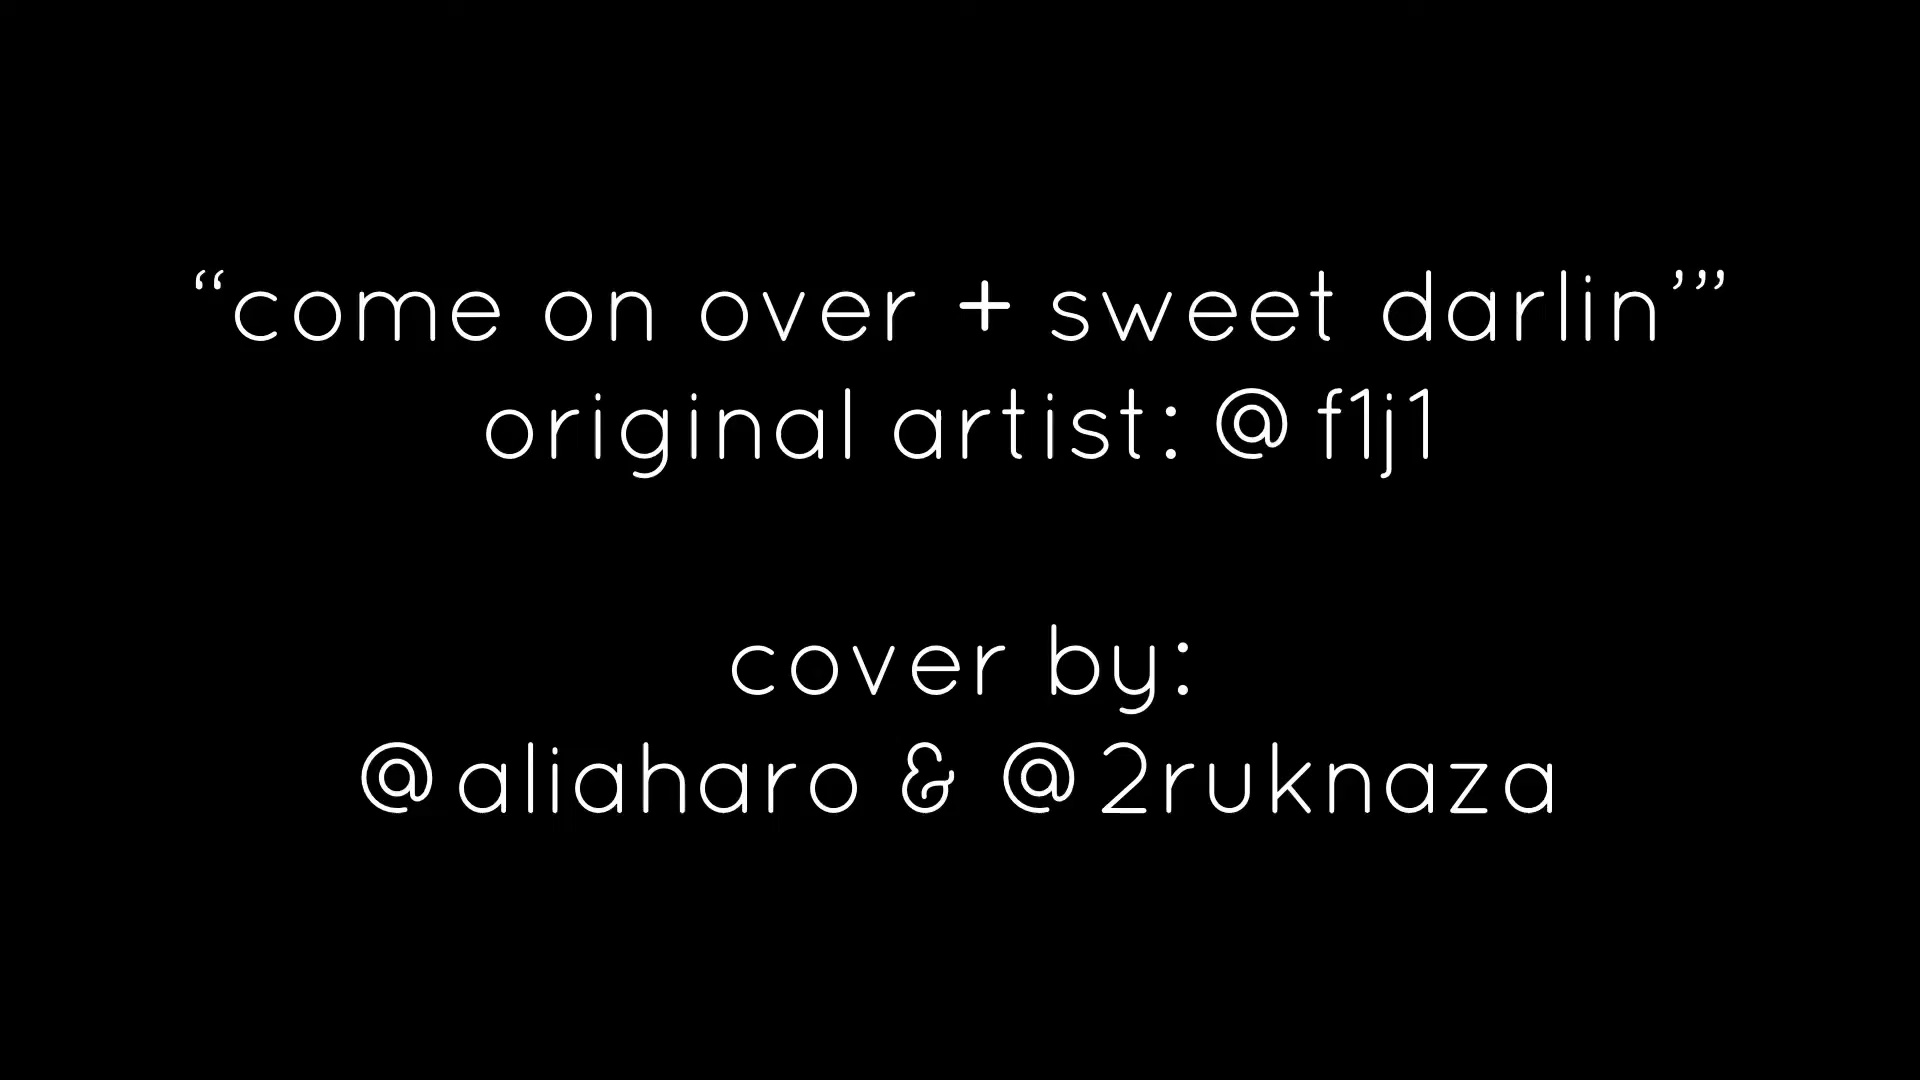 “come on over + sweet darlin’”
original artist: @f1j1
cover by:
@aliaharo & @2ruknaza